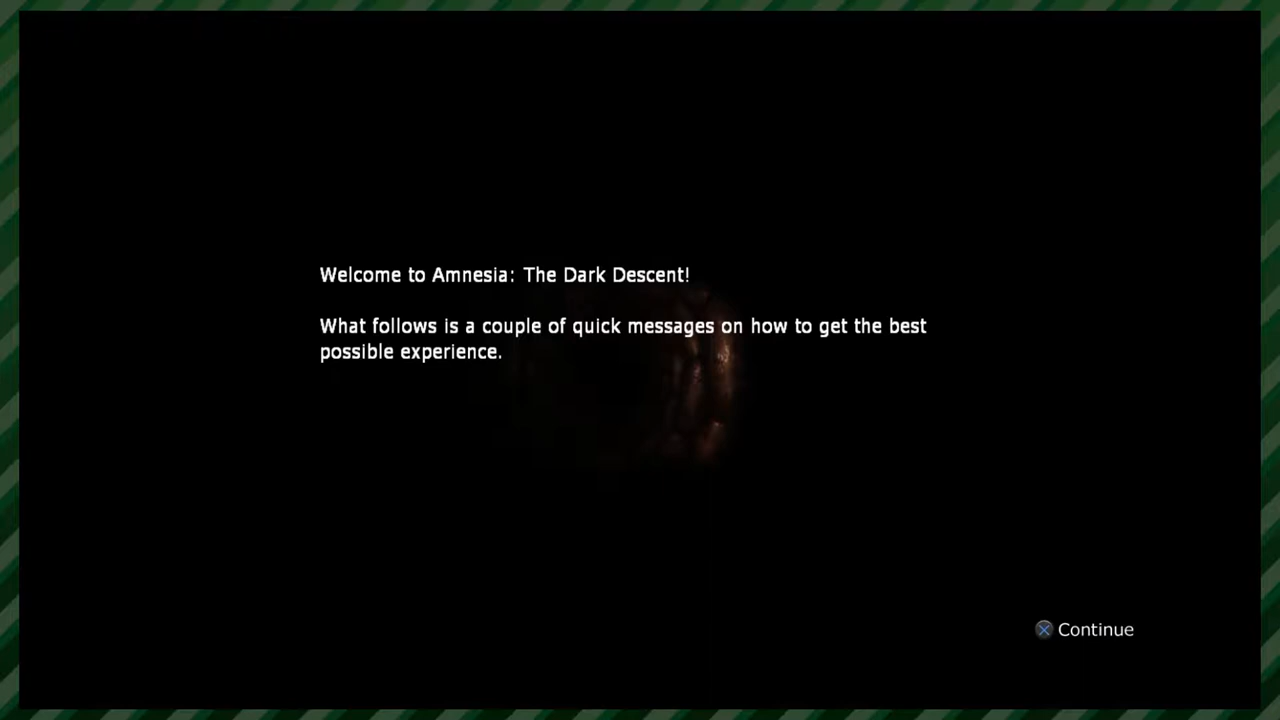 Welcome to Amnesia: The Dark Descent!
What follows is a couple of quick messages on how to get the best
possible experience.
Continue